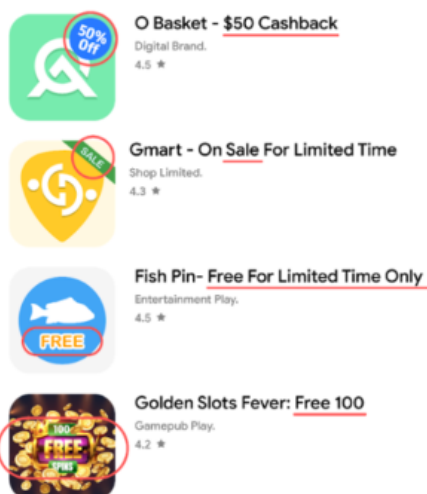 50%
Off
O Basket - $50 Cashback
Digital Brand.
4.5 ★
SALE
Gmart - On Sale For Limited Time
Shop Limited.
4.3 ★
FREE
Fish Pin- Free For Limited Time Only
Entertainment Play.
4.5 ★
100
FREE
SPINS
Golden Slots Fever: Free 100
Gamepub Play.
4.2 ★